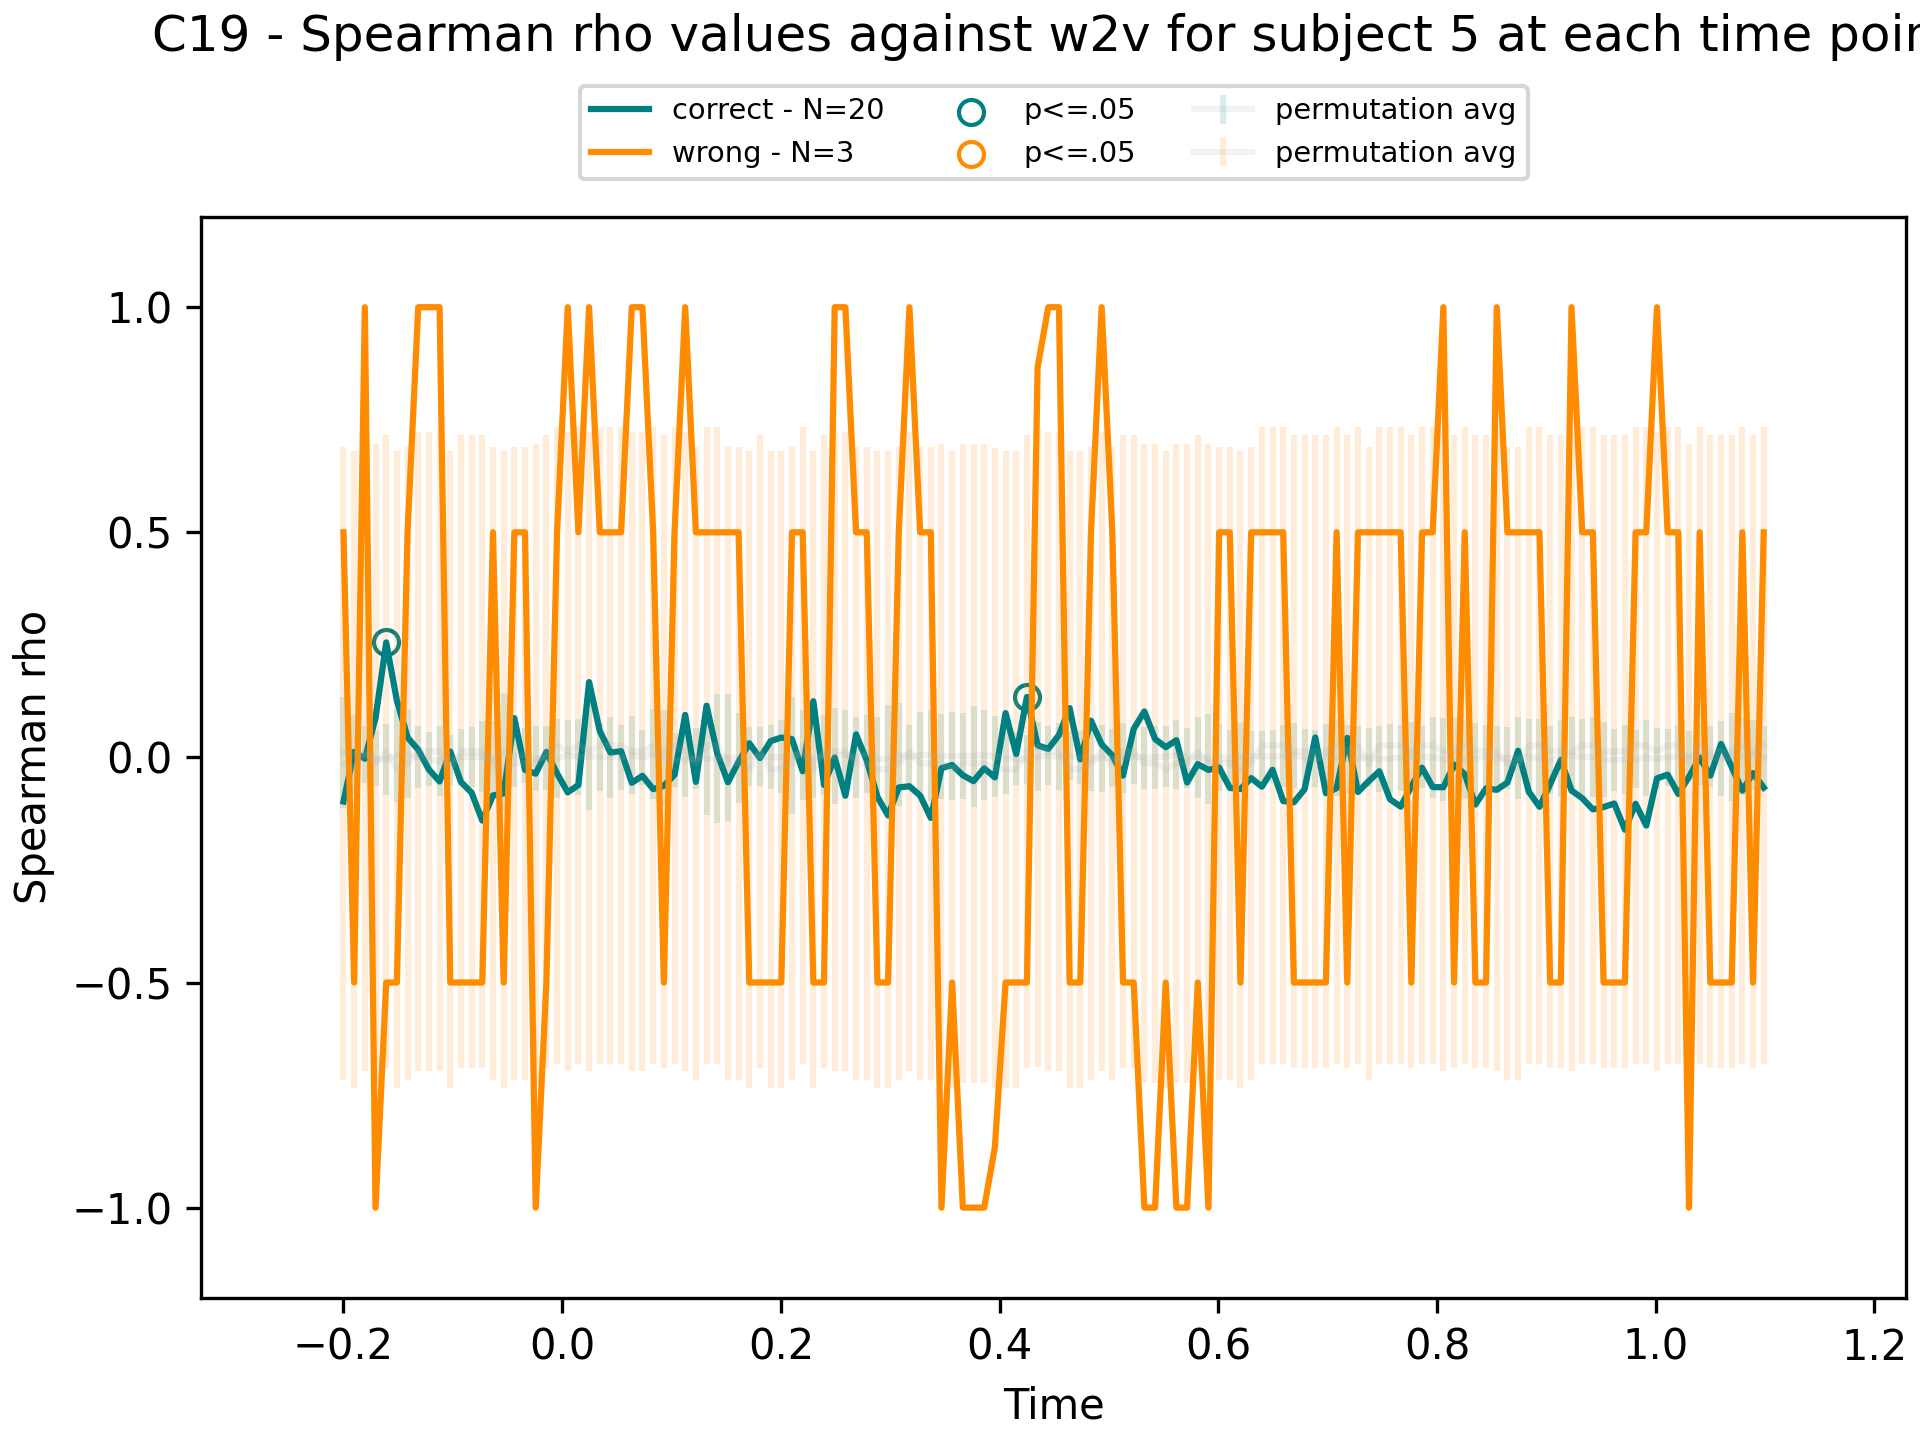 C19 - Spearman rho values against w2v for subject 5 at each time poin
correct - N=20
wrong - N=3
p<=.05
p<=.05
permutation avg
permutation avg
Spearman rho
1.0
0.5
0.0
−0.5
−1.0
−0.2 0.0 0.2 0.4 0.6 0.8 1.0 1.2
Time